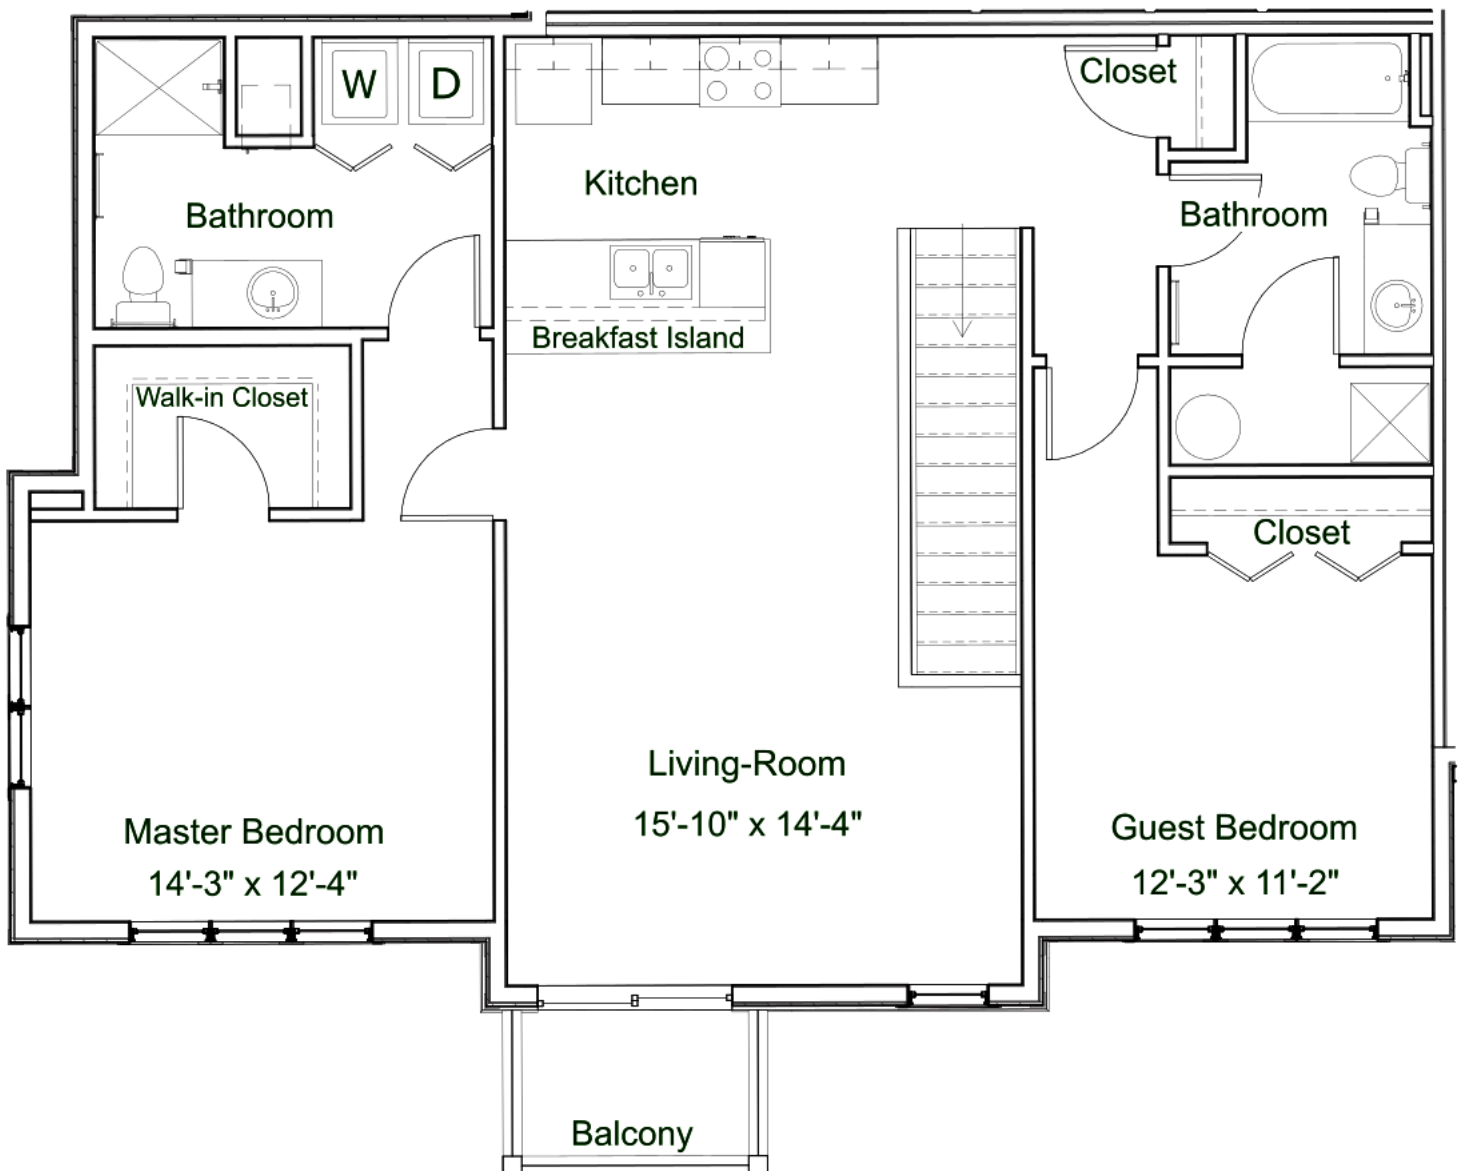 W
D
Closet
Kitchen
Bathroom
Bathroom
Breakfast Island
Walk-in Closet
Closet
Living-Room
15'-10" x 14'-4"
Master Bedroom
14'-3" x 12'-4"
Guest Bedroom
12'-3" x 11'-2"
Balcony